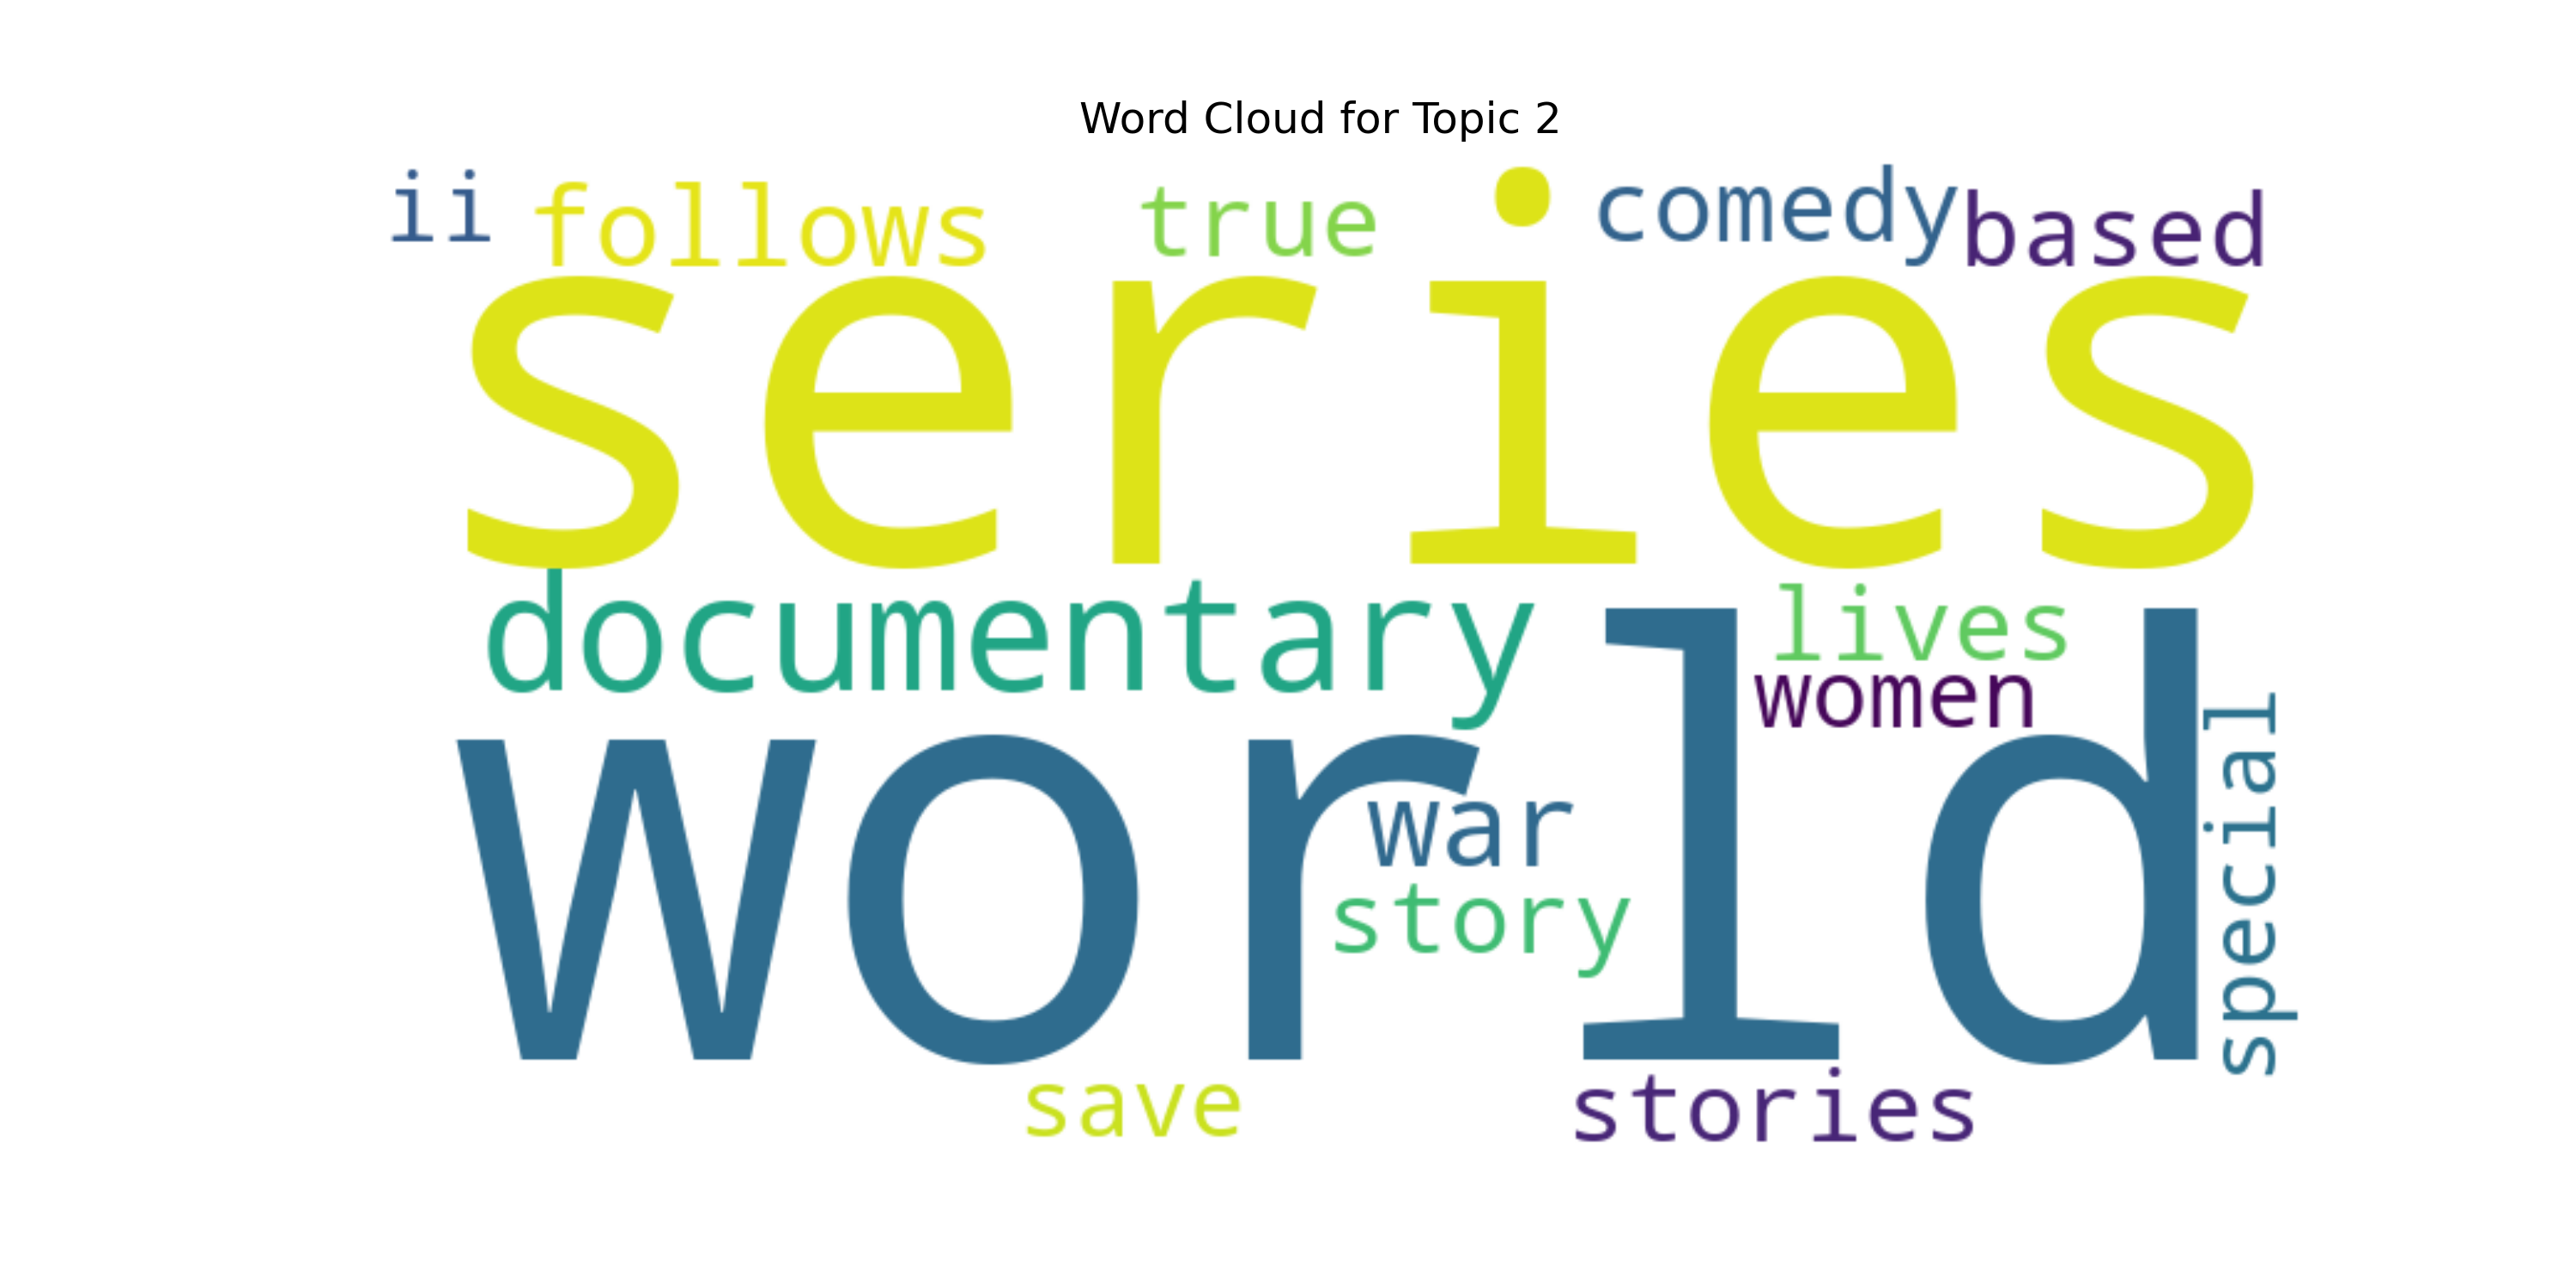 Word Cloud for Topic 2
ii follows true comedy based
series
documentary lives
women
world
war
story
special
save stories